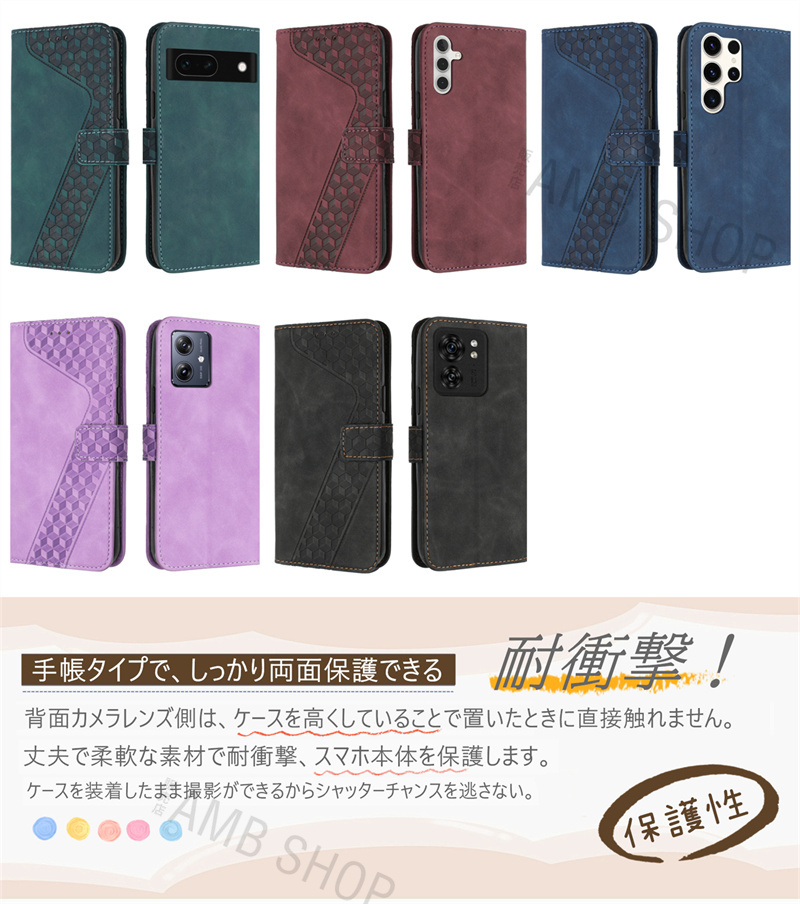 AMB SHOP
手帳タイプで、しっかり両面保護できる
耐衝撃！
背面カメラレンズ側は、ケースを高くしていることで置いたときに直接触れません。
丈夫で柔軟な素材で耐衝撃、スマホ本体を保護します。
ケースを装着したまま撮影ができるからシャッターチャンスを逃さない。
保護性
AMB SHOP